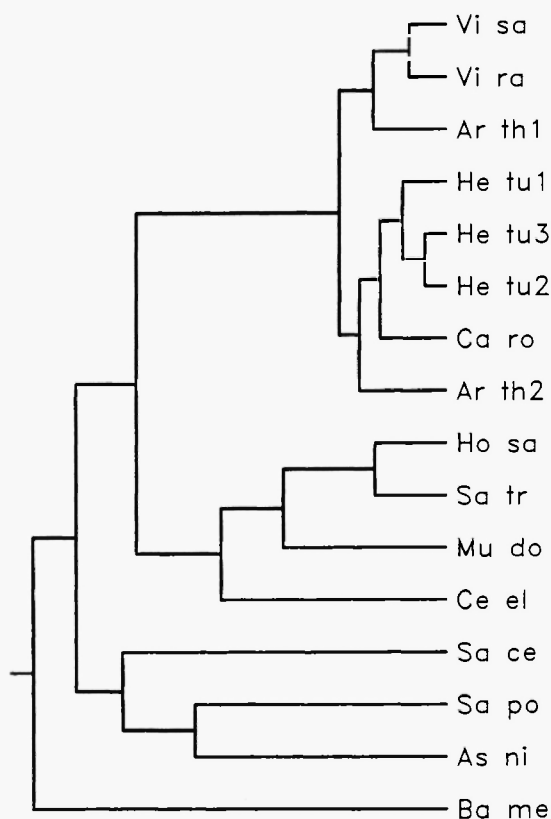 Vi sa
Vi ra
Ar th1
He tu1
He tu3
He tu2
Ca ro
Ar th2
Ho sa
Sa tr
Mu do
Ce el
Sa ce
Sa po
As ni
Ba me